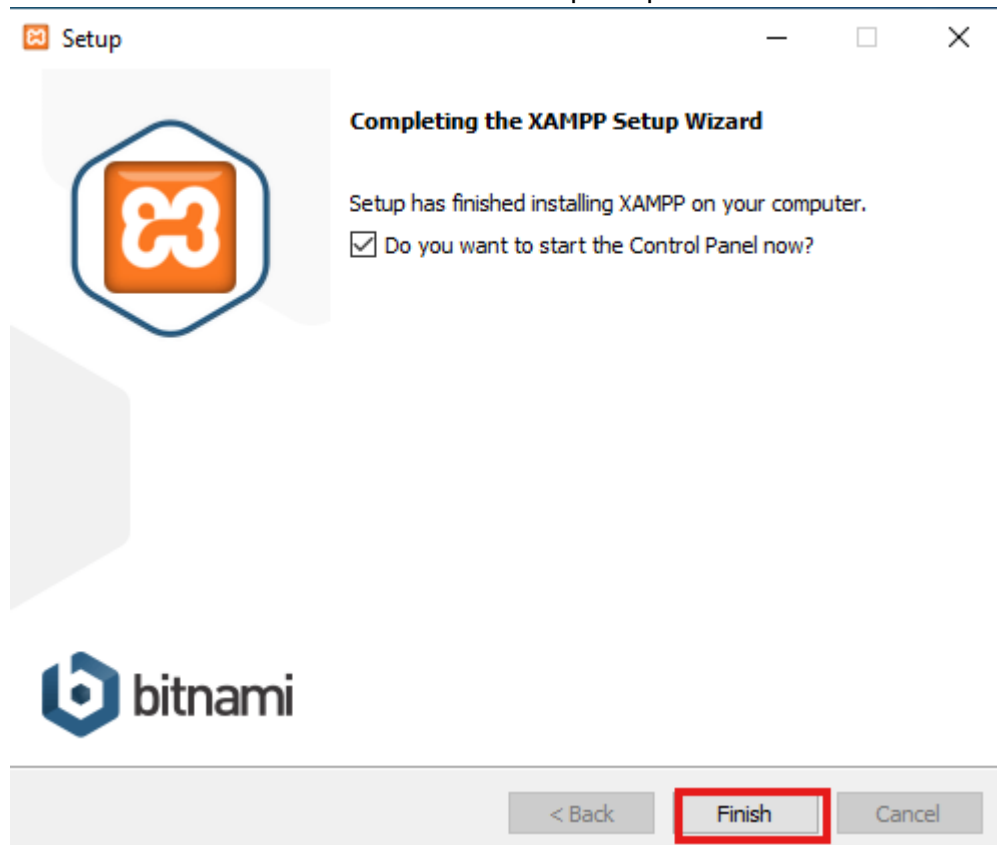 Setup
Completing the XAMPP Setup Wizard
Setup has finished installing XAMPP on your computer.
Do you want to start the Control Panel now?
bitnami
< Back
Finish
Cancel